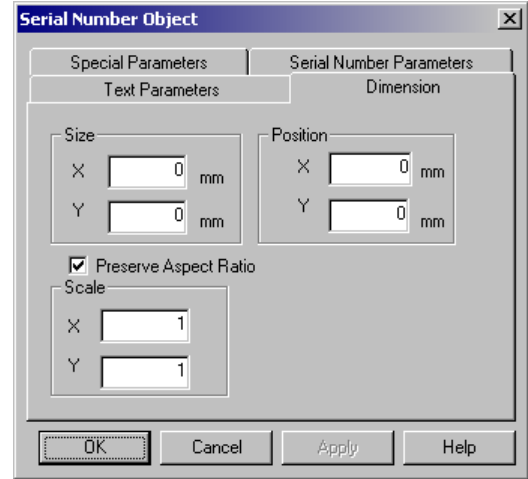 Serial Number Object
Special Parameters Serial Number Parameters
Text Parameters Dimension
Size Position
X 0 mm X 0 mm
Y 0 mm Y 0 mm
Preserve Aspect Ratio
Scale
X 1
Y 1
OK Cancel Apply Help